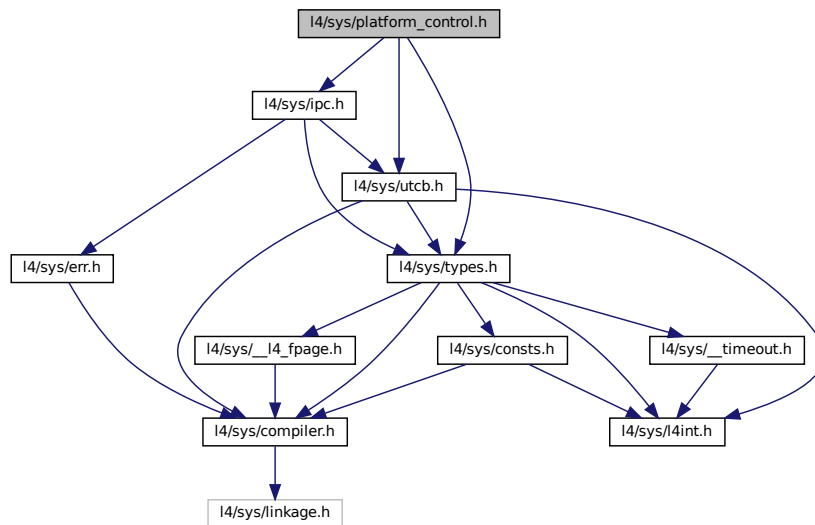 l4/sys/platform_control.h
l4/sys/ipc.h
l4/sys/utcb.h
l4/sys/err.h
l4/sys/types.h
l4/sys/__l4_fpage.h
l4/sys/consts.h
l4/sys/__timeout.h
l4/sys/compiler.h
l4/sys/l4int.h
l4/sys/linkage.h